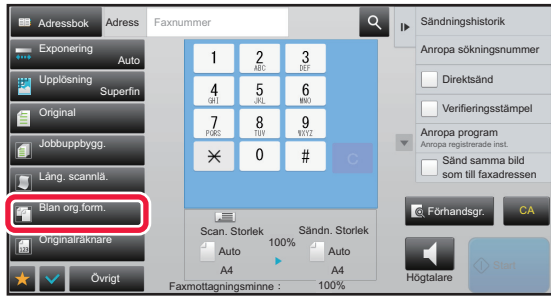 Adressbok
Adress
Faxnummer
Exponering
Auto
Upplösning
Superfin
Original
Jobbuppbygg.
Lång. scannlä.
Blan org.form.
Originalräknare
Övrigt
1
2
ABC
3
DEF
4
GHI
5
JKL
6
MNO
7
PQRS
8
TUV
9
WXYZ
0
#
C
Scan. Storlek
Sändn. Storlek
100%
Auto
Auto
A4
A4
Faxmottagningsminne : 100%
Sändningshistorik
Anropa sökningsnummer
Direktsänd
Verifieringsstämpel
Anropa program
Anropa registrerade inst.
Sänd samma bild
som till faxadressen
Förhandsgr.
CA
Högtalare
Start